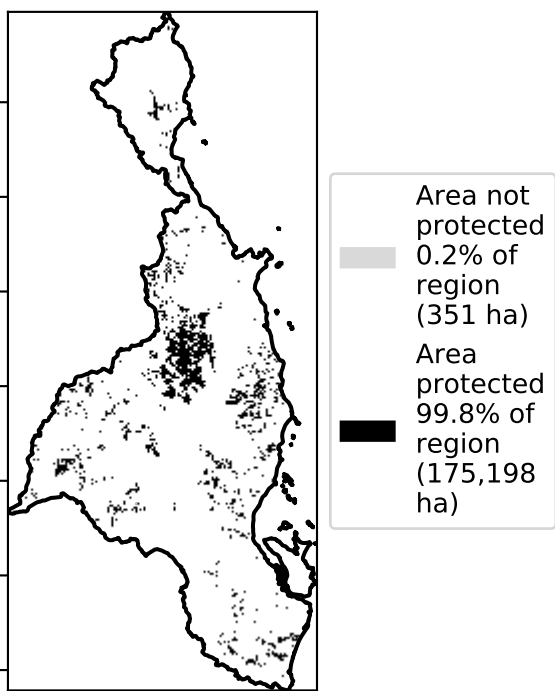 Area not
protected
0.2% of
region
(351 ha)
Area
protected
99.8% of
region
(175,198
ha)